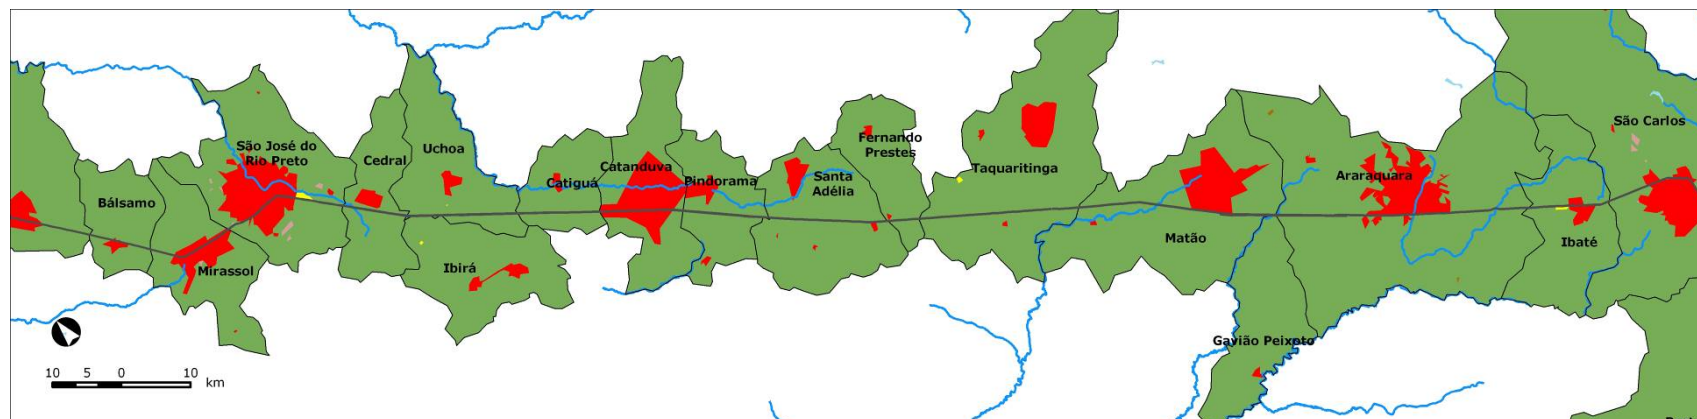 São José do
Rio Preto
Cedral
Uchoa
Bálsamo
Mirassol
Ibirá
Catiguá
Catanduva
Pindorama
Santa
Adélia
Fernando
Prestes
Taquaritinga
Matão
Araraquara
São Carlos
Ibaté
Gavião Peixoto
10 5 0 10
km